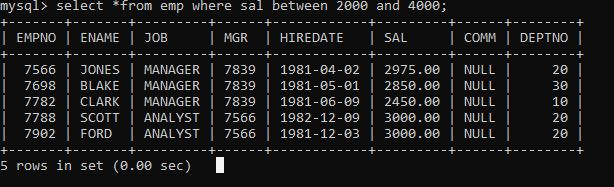 mysql> select *from emp where sal between 2000 and 4000;
+-------+-------+---------+------+------------+---------+------+--------+
| EMPNO | ENAME | JOB     | MGR  | HIREDATE   | SAL     | COMM | DEPTNO |
+-------+-------+---------+------+------------+---------+------+--------+
|  7566 | JONES | MANAGER | 7839 | 1981-04-02 | 2975.00 | NULL |     20 |
|  7698 | BLAKE | MANAGER | 7839 | 1981-05-01 | 2850.00 | NULL |     30 |
|  7782 | CLARK | MANAGER | 7839 | 1981-06-09 | 2450.00 | NULL |     10 |
|  7788 | SCOTT | ANALYST | 7566 | 1982-12-09 | 3000.00 | NULL |     20 |
|  7902 | FORD  | ANALYST | 7566 | 1981-12-03 | 3000.00 | NULL |     20 |
+-------+-------+---------+------+------------+---------+------+--------+
5 rows in set (0.00 sec)